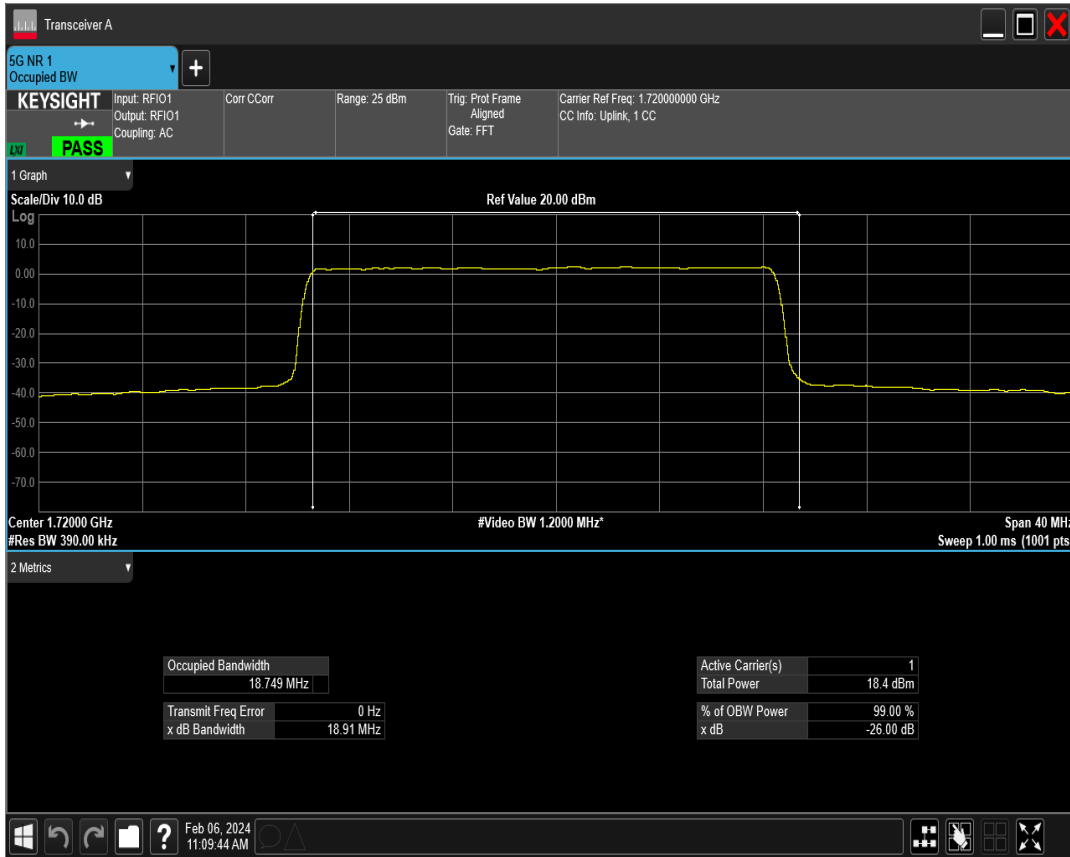 Transceiver A
5G NR 1
Occupied BW
KEYSIGHT
LXI
PASS
Input: RFIO1
Output: RFIO1
Coupling: AC
Corr CCorr
Range: 25 dBm
Trig: Prot Frame
Aligned
Gate: FFT
Carrier Ref Freq: 1.720000000 GHz
CC Info: Uplink, 1 CC
1 Graph
Scale/Div 10.0 dB
Ref Value 20.00 dBm
Log
10.0
0.00
-10.0
-20.0
-30.0
-40.0
-50.0
-60.0
-70.0
Center 1.72000 GHz
#Video BW 1.2000 MHz*
Span 40 MHz
#Res BW 390.00 kHz
Sweep 1.00 ms (1001 pts
2 Metrics
Occupied Bandwidth
18.749 MHz
Transmit Freq Error 0 Hz
x dB Bandwidth 18.91 MHz
Active Carrier(s) 1
Total Power 18.4 dBm
% of OBW Power 99.00 %
x dB -26.00 dB
?
Feb 06, 2024
11:09:44 AM